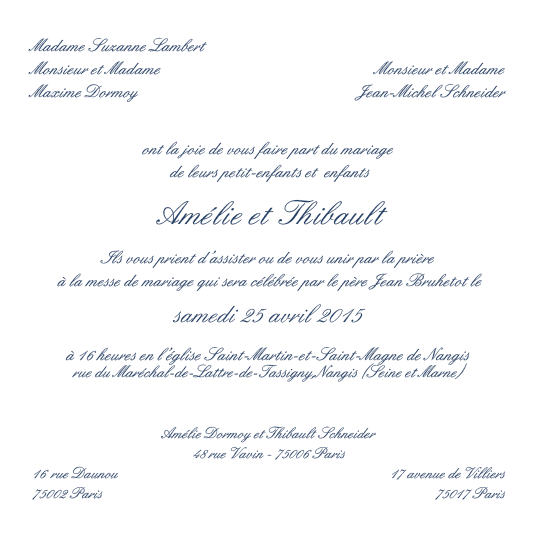 Madame Suzanne Lambert
Monsieur et Madame
Maxime Dormoy
Monsieur et Madame
Jean-Michel Schneider
ont la joie de vous faire part du mariage
de leurs petit-enfants et enfants
Amélie et Thibault
Ils vous prient d'assister ou de vous unir par la prière
à la messe de mariage qui sera célébrée par le père Jean Bruhetot le
samedi 25 avril 2015
à 16 heures en l'église Saint-Martin-et-Saint-Magne de Nangis
rue du Maréchal-de-Lattre-de-Tassigny,Nangis (Seine et Marne)
Amélie Dormoy et Thibault Schneider
48 rue Vavin - 75006 Paris
16 rue Daunou
75002 Paris
17 avenue de Villiers
75017 Paris